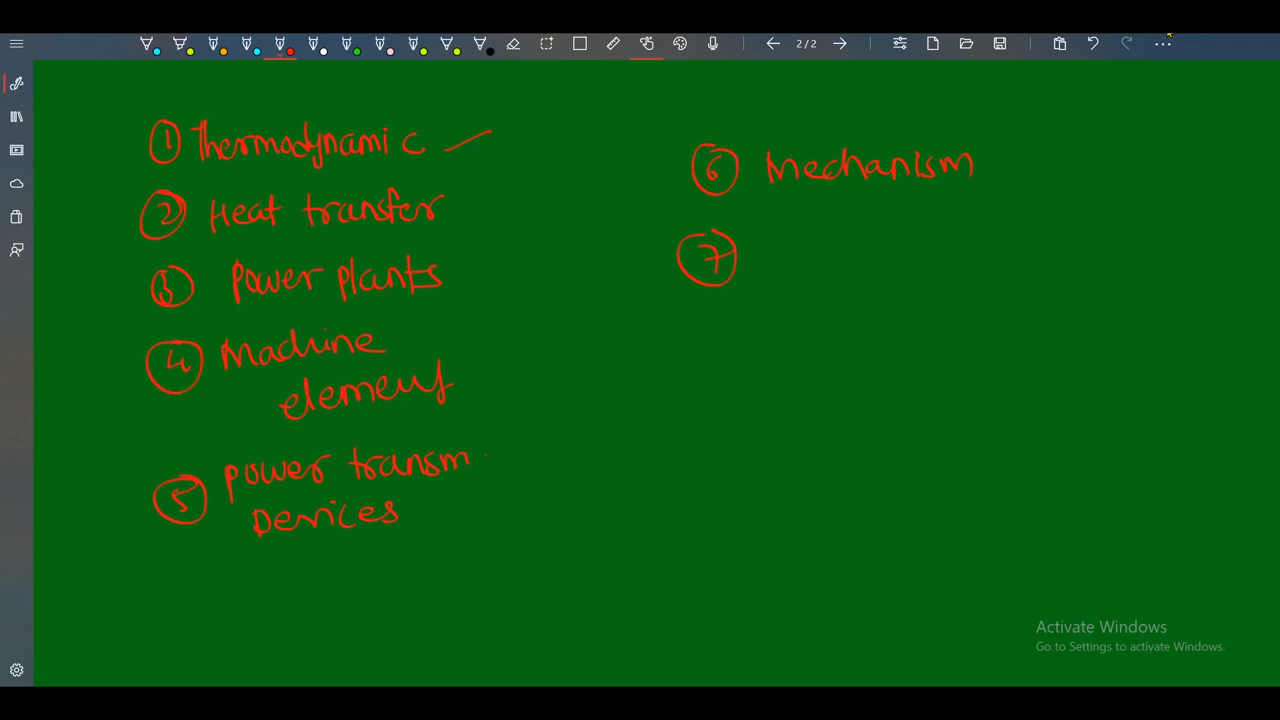 2/2
① Thermodynamic
② Heat transfer
③ Power plants
④ Machine
element
⑤ Power transm
Devices
⑥ Mechanism
⑦
Activate Windows
Go to Settings to activate Windows.